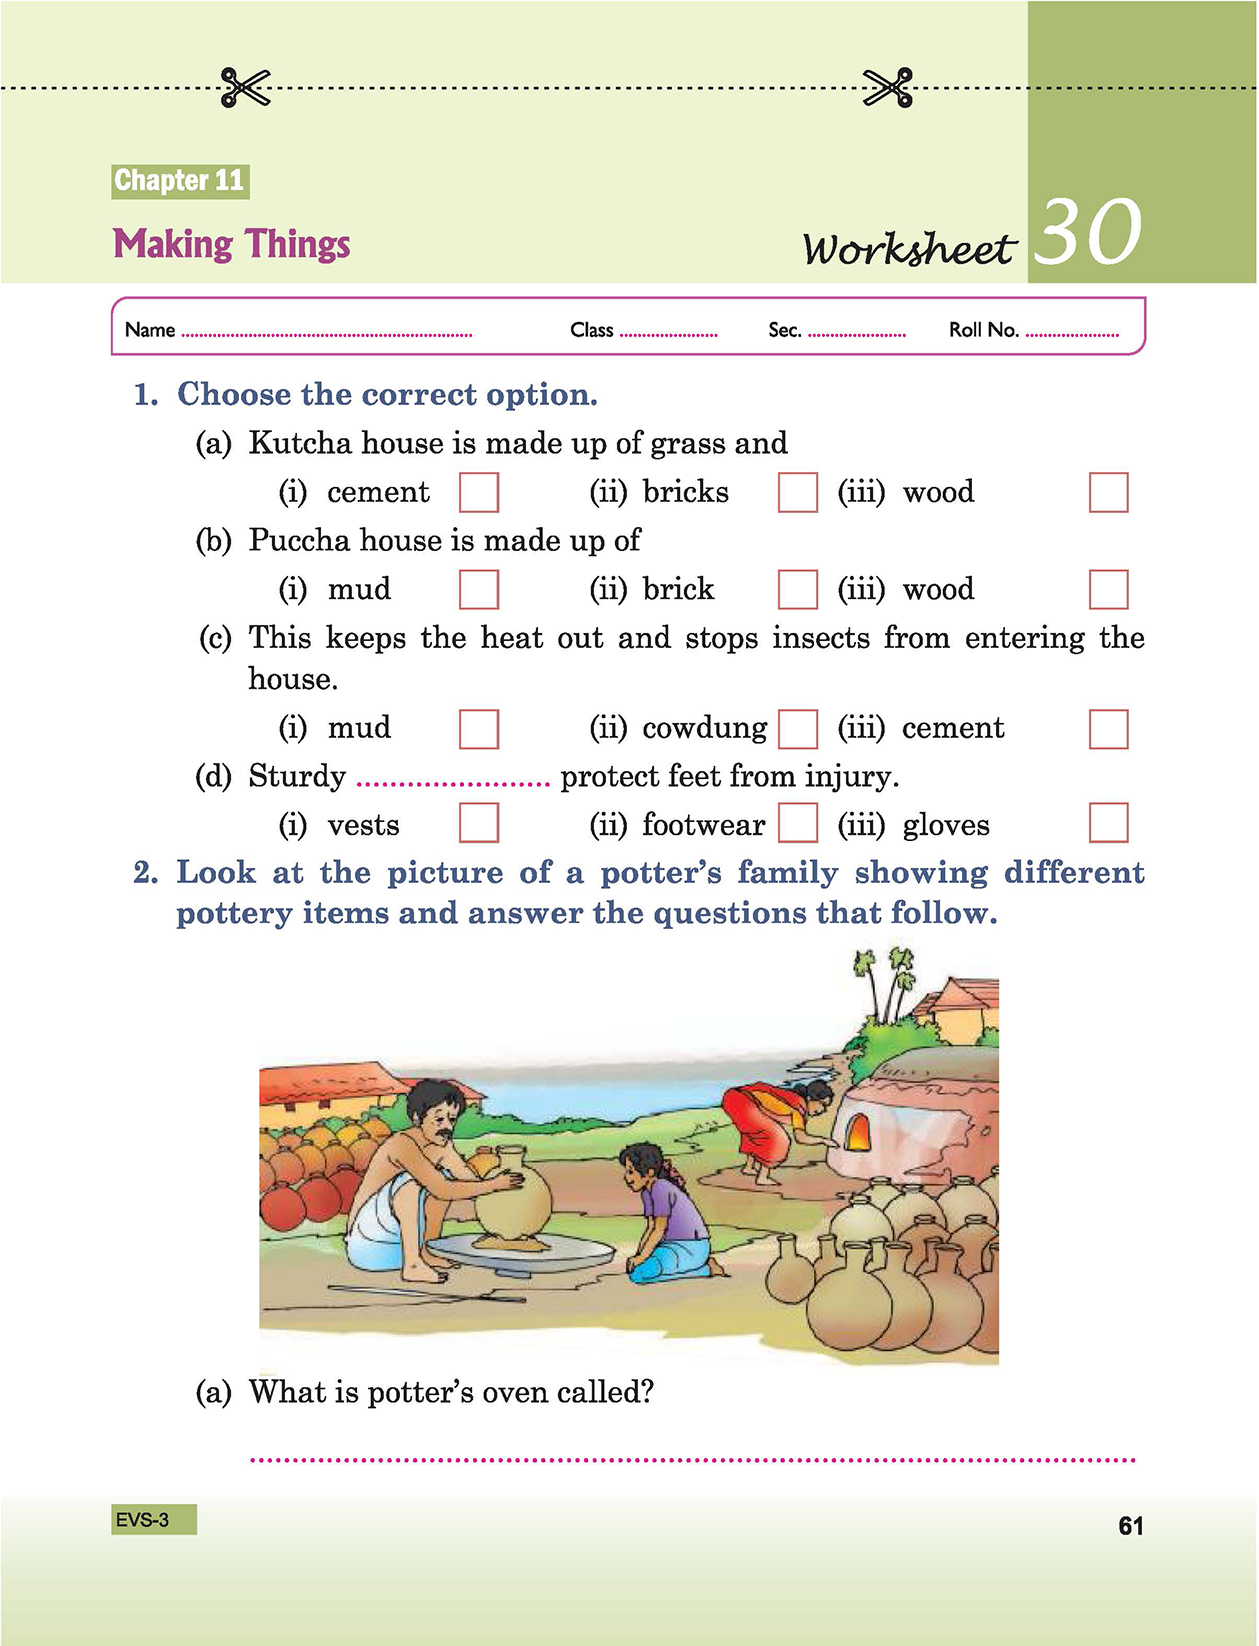 Chapter 11
Making Things
Worksheet 30
Name ........................ Class ........................ Sec. ........................ Roll No. ........................
1. Choose the correct option.
(a) Kutcha house is made up of grass and
(i) cement (ii) bricks (iii) wood
(b) Puccha house is made up of
(i) mud (ii) brick (iii) wood
(c) This keeps the heat out and stops insects from entering the
house.
(i) mud (ii) cowdung (iii) cement
(d) Sturdy ........................ protect feet from injury.
(i) vests (ii) footwear (iii) gloves
2. Look at the picture of a potter's family showing different
pottery items and answer the questions that follow.
(a) What is potter's oven called?
EVS-3
61